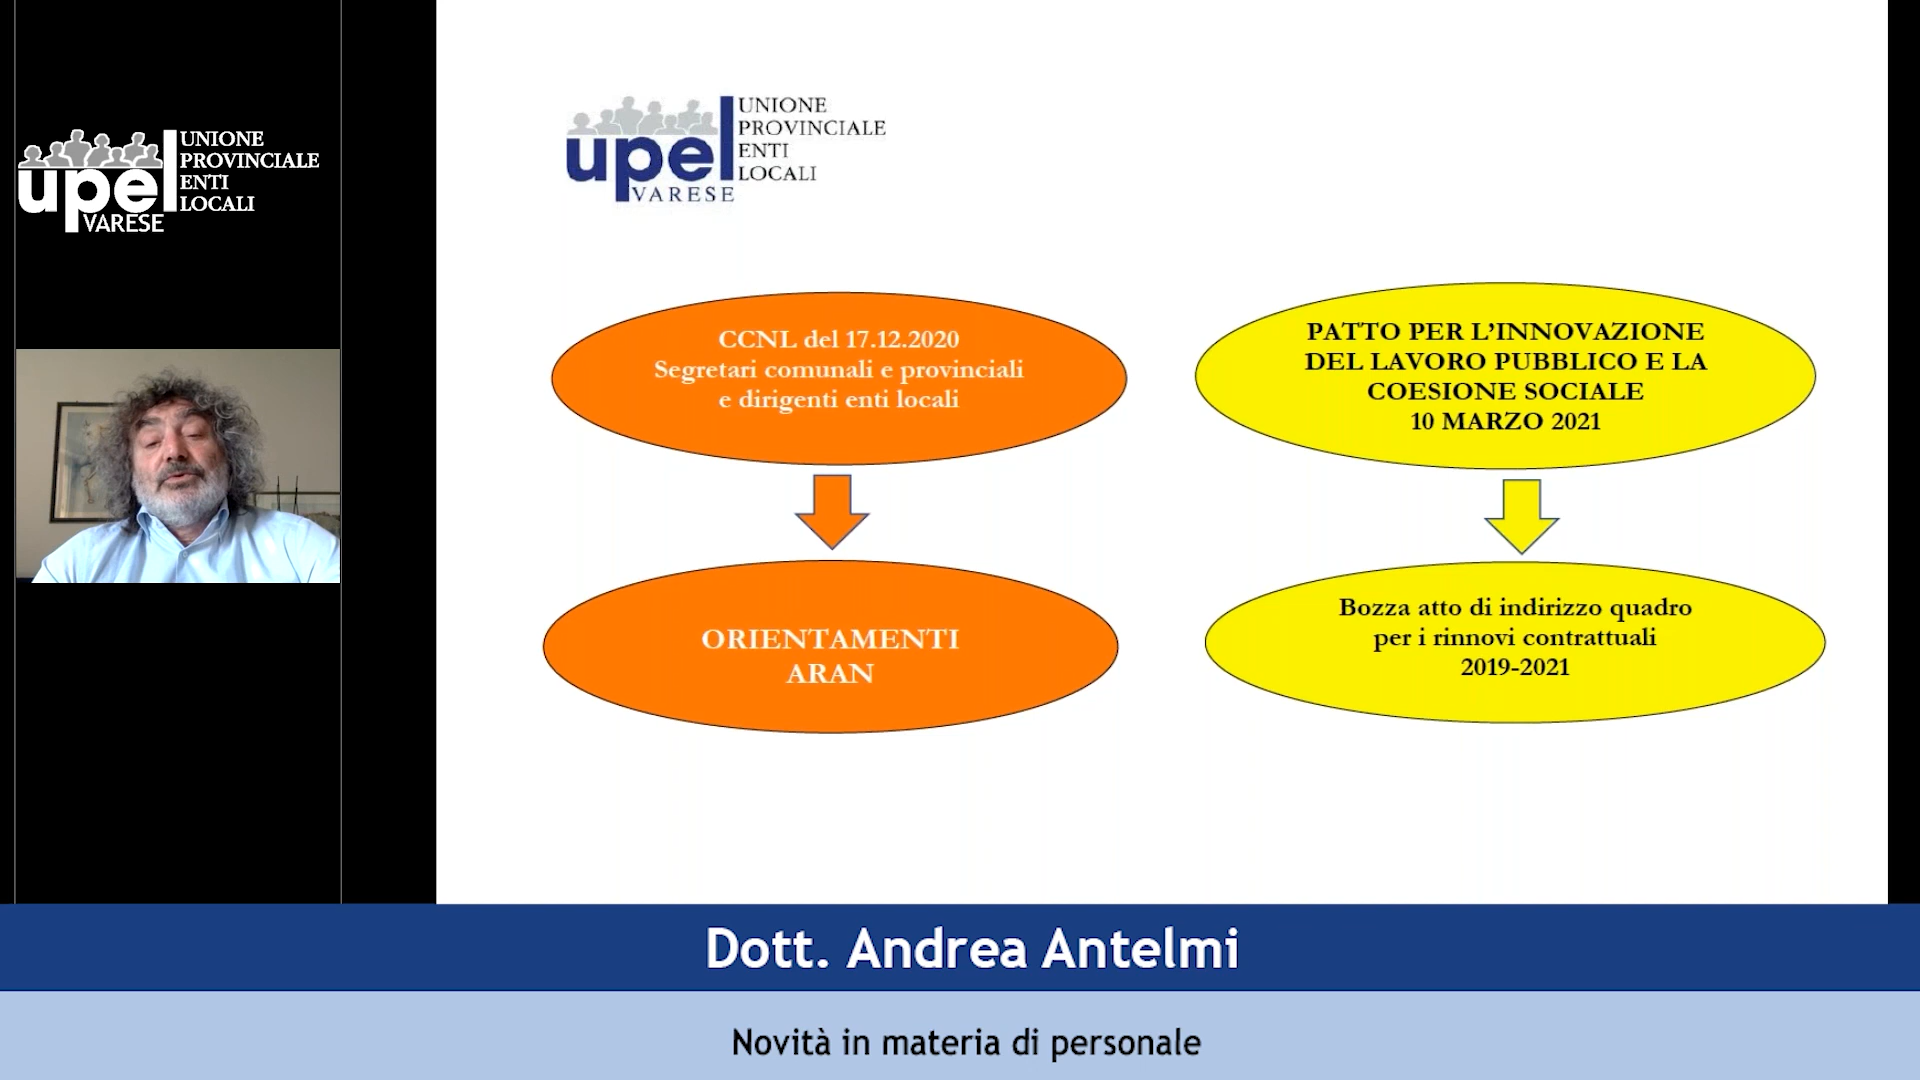 UNIONE
PROVINCIALE
ENTI
LOCALI
upel
VARESE
UNIONE
PROVINCIALE
ENTI
LOCALI
upel
VARESE
CCNL del 17.12.2020
Segretari comunali e provinciali
e dirigenti enti locali
ORIENTAMENTI
ARAN
PATTO PER L’INNOVAZIONE
DEL LAVORO PUBBLICO E LA
COESIONE SOCIALE
10 MARZO 2021
Bozza atto di indirizzo quadro
per i rinnovi contrattuali
2019-2021
Dott. Andrea Antelmi
Novità in materia di personale